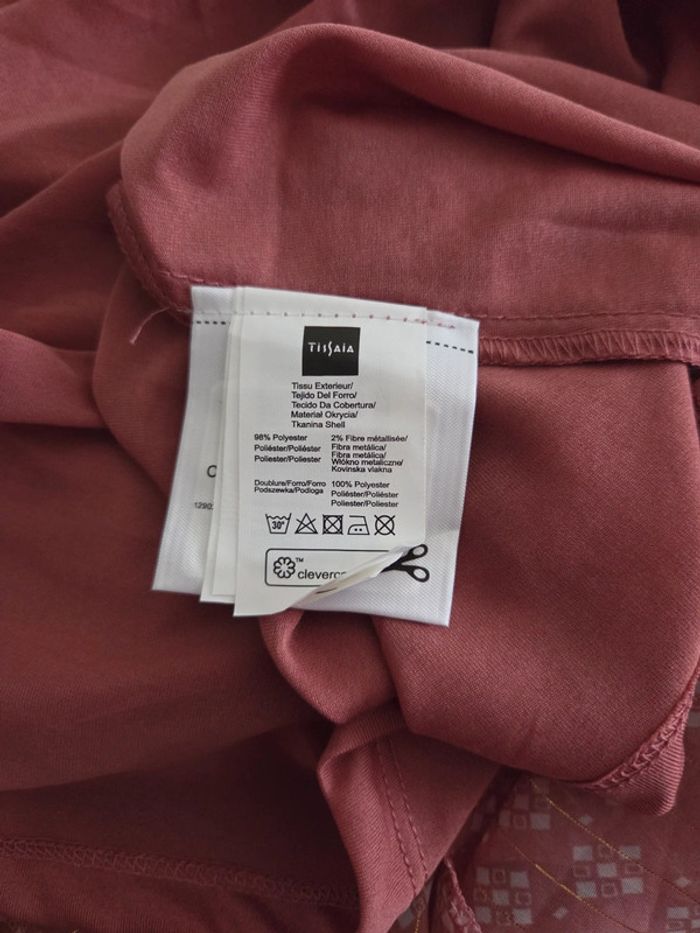 TISSAIA
Tissu Exterieur/
Tejido Del Forro/
Tecido Da Cobertura/
Material Okrycia/
Tkanina Shell
98% Polyester
Poliéster/Poliéster
Poliester/Poliester
2% Fibre métallisée/
Fibra metálica/
Fibra metálica/
Włókno metaliczne/
Kovinska vlakna
Doublure/Forro/Forro
Podszewka/Podloga
100% Polyester
Poliéster/Poliéster
Poliester/Poliester
30°
C
TM